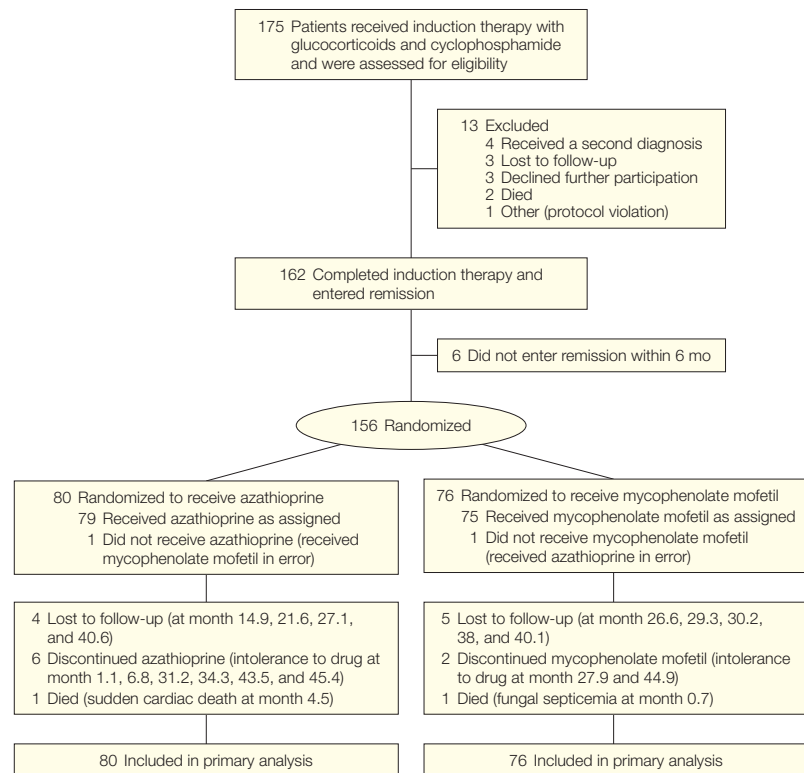 175 Patients received induction therapy with
glucocorticoids and cyclophosphamide
and were assessed for eligibility
13 Excluded
4 Received a second diagnosis
3 Lost to follow-up
3 Declined further participation
2 Died
1 Other (protocol violation)
162 Completed induction therapy and
entered remission
6 Did not enter remission within 6 mo
156 Randomized
80 Randomized to receive azathioprine
79 Received azathioprine as assigned
1 Did not receive azathioprine (received
mycophenolate mofetil in error)
76 Randomized to receive mycophenolate mofetil
75 Received mycophenolate mofetil as assigned
1 Did not receive mycophenolate mofetil
(received azathioprine in error)
4 Lost to follow-up (at month 14.9, 21.6, 27.1,
and 40.6)
6 Discontinued azathioprine (intolerance to drug at
month 1.1, 6.8, 31.2, 34.3, 43.5, and 45.4)
1 Died (sudden cardiac death at month 4.5)
5 Lost to follow-up (at month 26.6, 29.3, 30.2,
38, and 40.1)
2 Discontinued mycophenolate mofetil (intolerance
to drug at month 27.9 and 44.9)
1 Died (fungal septicemia at month 0.7)
80 Included in primary analysis
76 Included in primary analysis